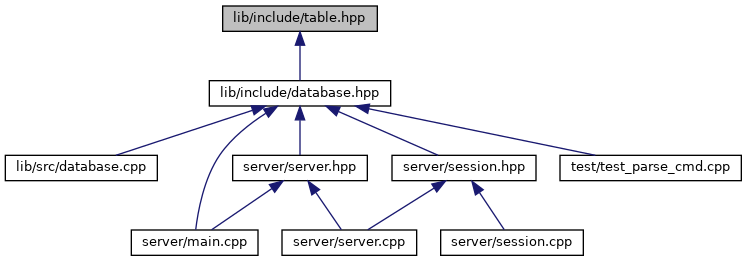 lib/include/table.hpp
lib/include/database.hpp
lib/src/database.cpp
server/server.hpp
server/session.hpp
test/test_parse_cmd.cpp
server/main.cpp
server/server.cpp
server/session.cpp